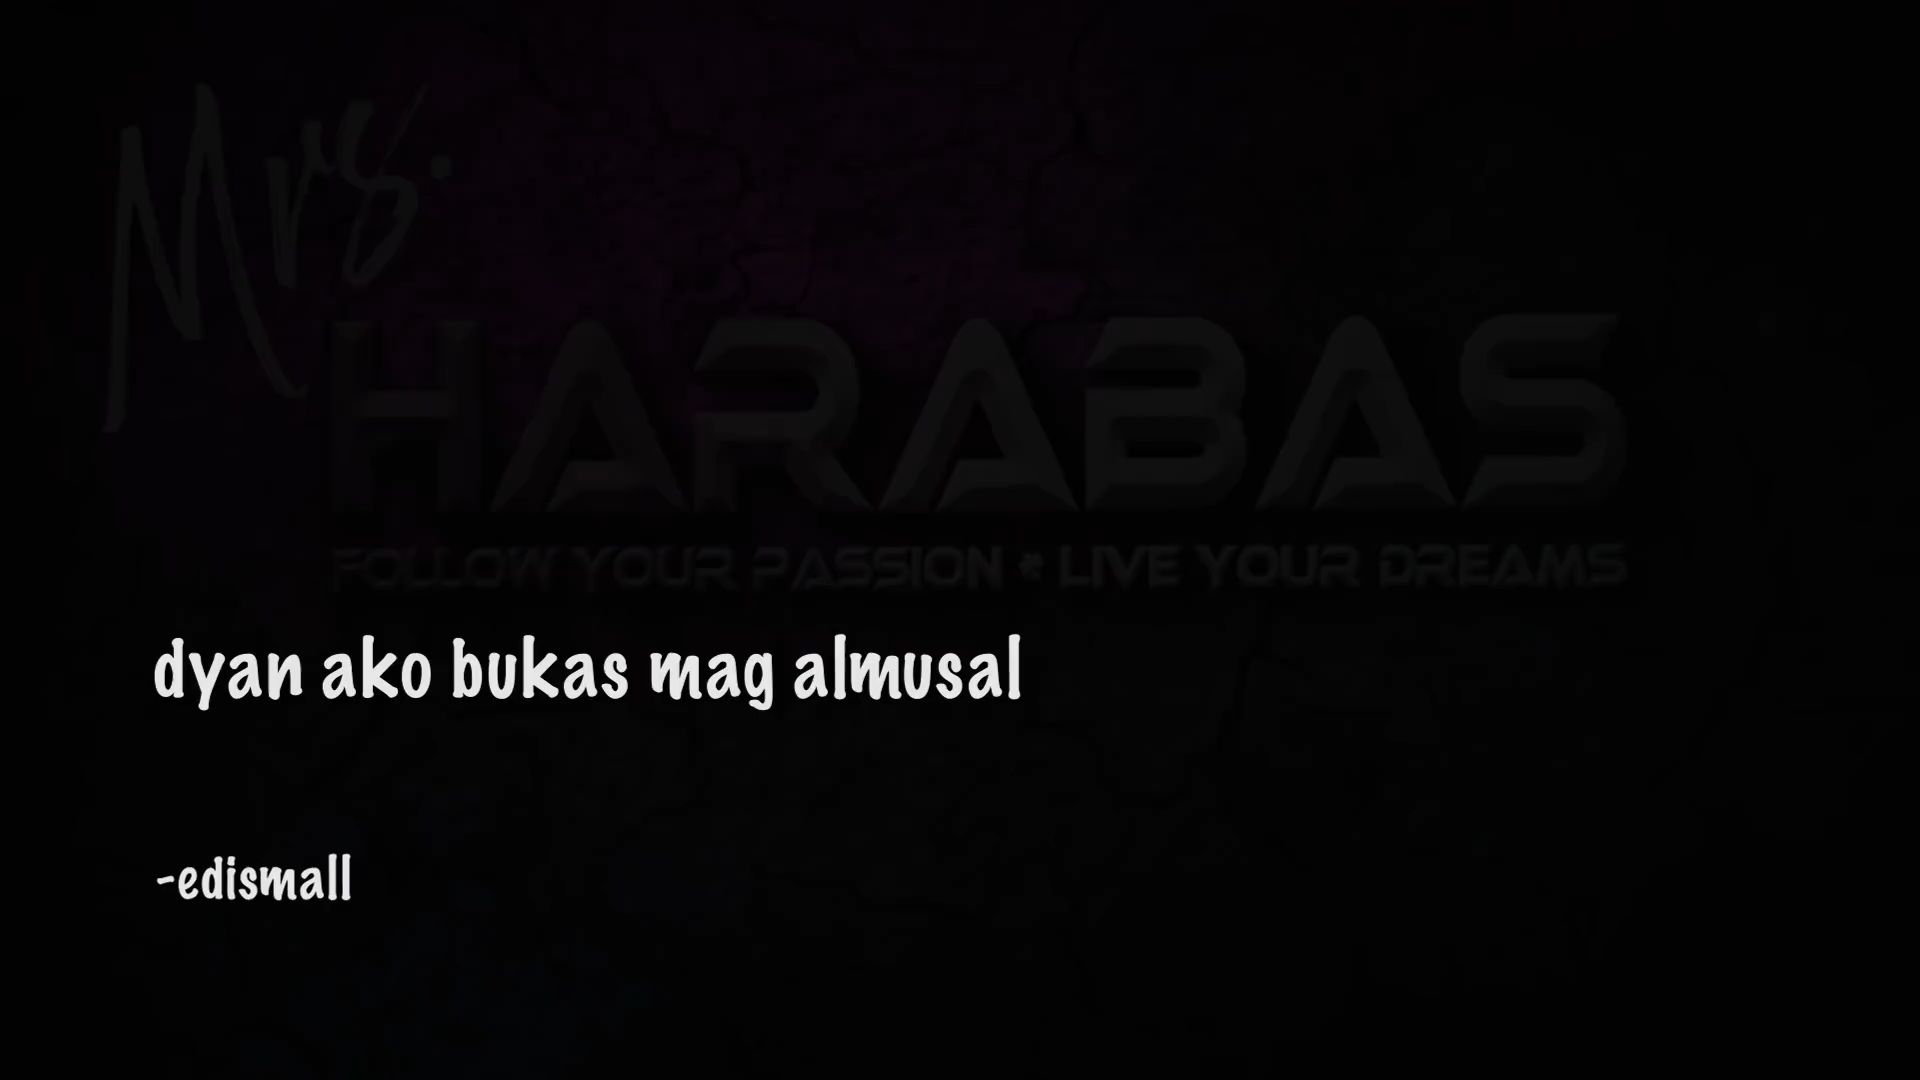 Mrs.
HARABAS
FOLLOW YOUR PASSION * LIVE YOUR DREAMS
dyan ako bukas mag almusal
-edismall